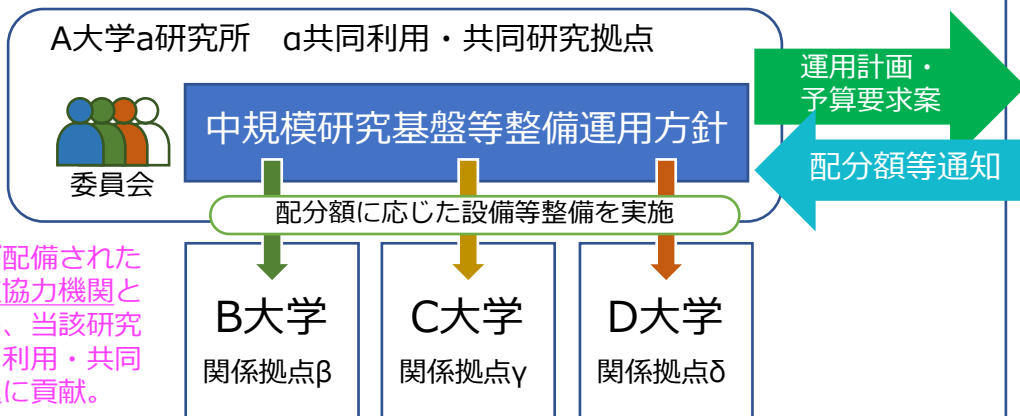 A大学a研究所　α共同利用・共同研究拠点
運用計画・
予算要求案
中規模研究基盤等整備運用方針
委員会
配分額等通知
配分額に応じた設備等整備を実施
配備された
協力機関と
、当該研究
利用・共同
に貢献。
B大学
関係拠点β
C大学
関係拠点γ
D大学
関係拠点δ